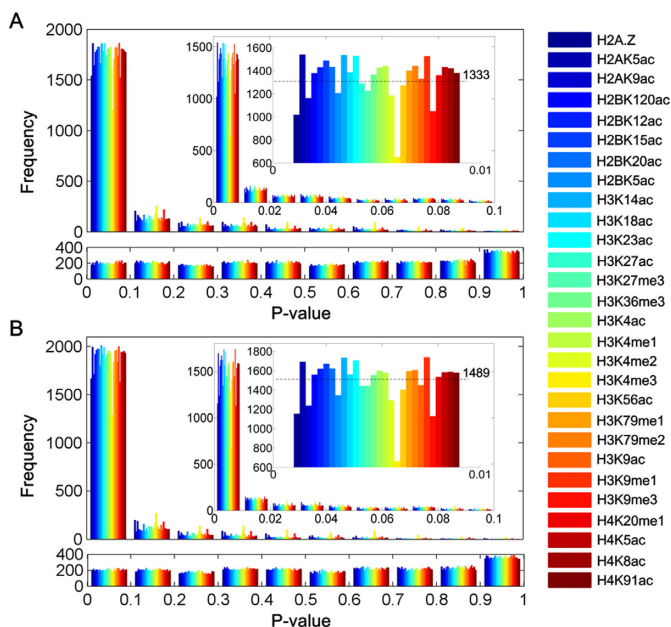 A
2000
1500
1000
500
0
Frequency
1500
1000
500
0
0 0.02 0.04 0.06 0.08 0.1
1600
1400
1200
1000
800
600
1333
0.01
400
200
0
0 0.1 0.2 0.3 0.4 0.5 0.6 0.7 0.8 0.9 1
P-value
B
2000
1500
1000
500
0
Frequency
1500
1000
500
0
0 0.02 0.04 0.06 0.08 0.1
1800
1600
1400
1200
1000
800
600
1489
0.01
400
200
0
0 0.1 0.2 0.3 0.4 0.5 0.6 0.7 0.8 0.9 1
P-value
H2A.Z
H2AK5ac
H2AK9ac
H2BK120ac
H2BK12ac
H2BK15ac
H2BK20ac
H2BK5ac
H3K14ac
H3K18ac
H3K23ac
H3K27ac
H3K27me3
H3K36me3
H3K4ac
H3K4me1
H3K4me2
H3K4me3
H3K56ac
H3K79me1
H3K79me2
H3K9ac
H3K9me1
H3K9me3
H4K20me1
H4K5ac
H4K8ac
H4K91ac